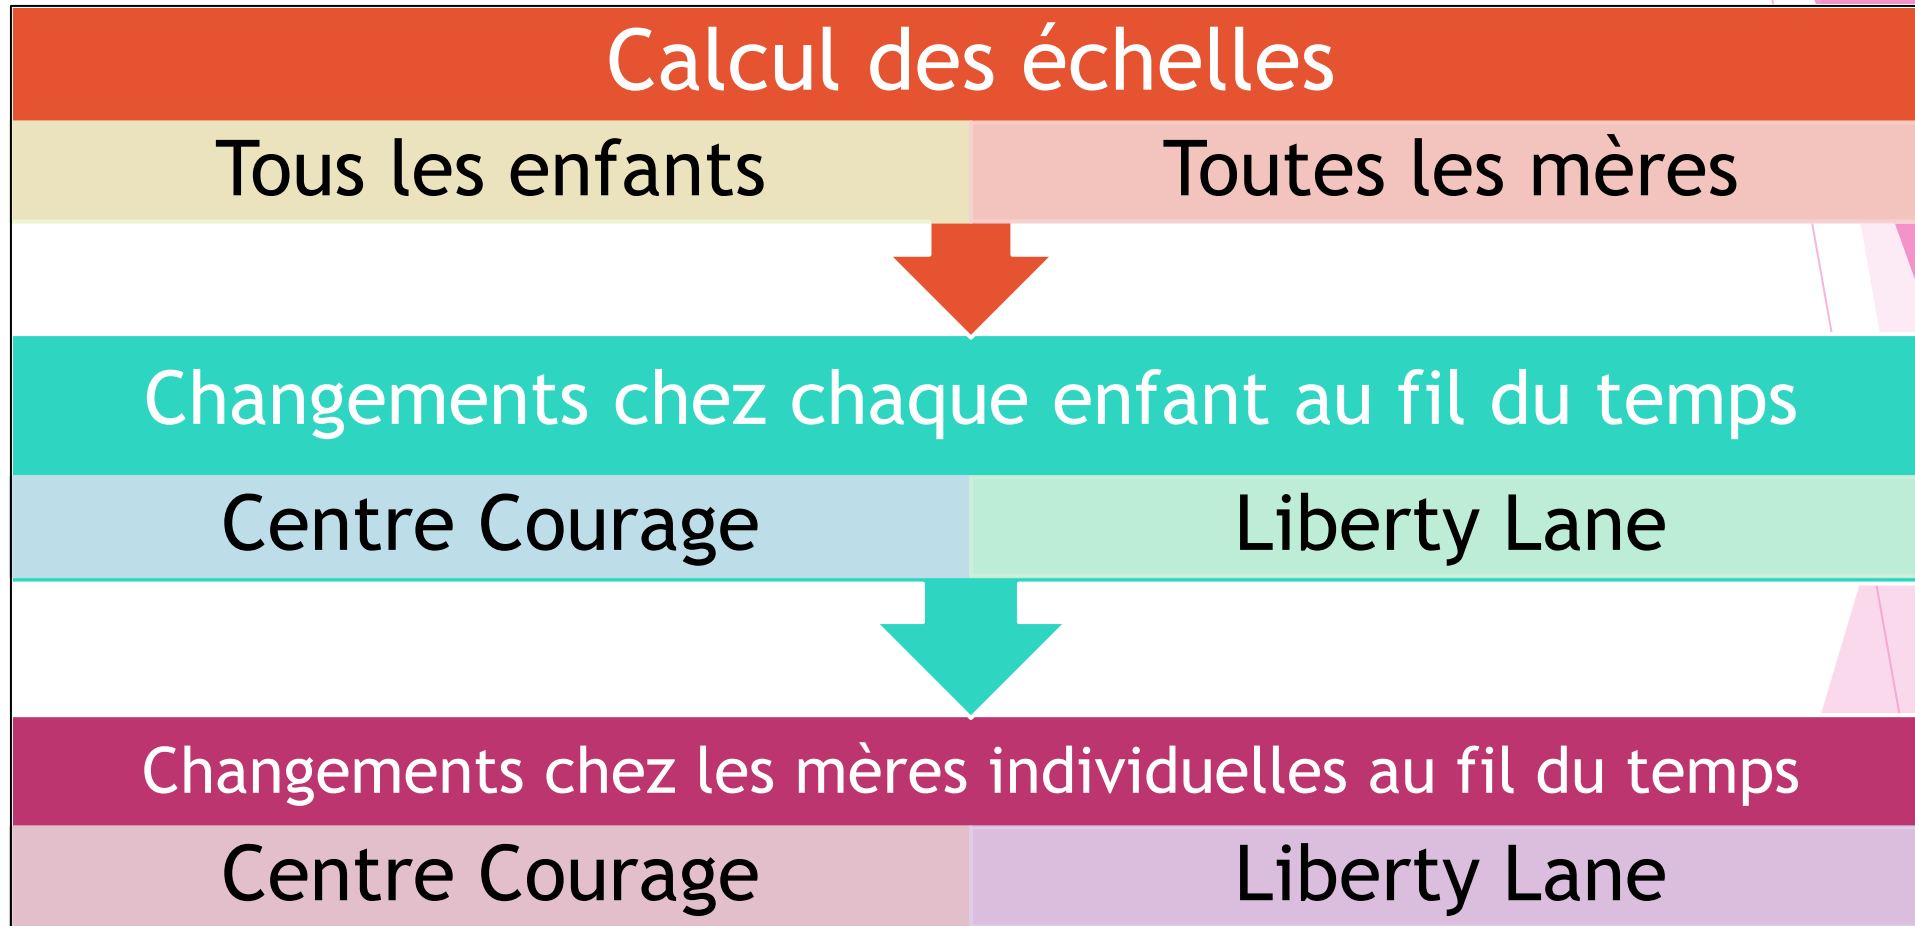 Calcul des échelles
Tous les enfants
Toutes les mères
Changements chez chaque enfant au fil du temps
Centre Courage
Liberty Lane
Changements chez les mères individuelles au fil du temps
Centre Courage
Liberty Lane